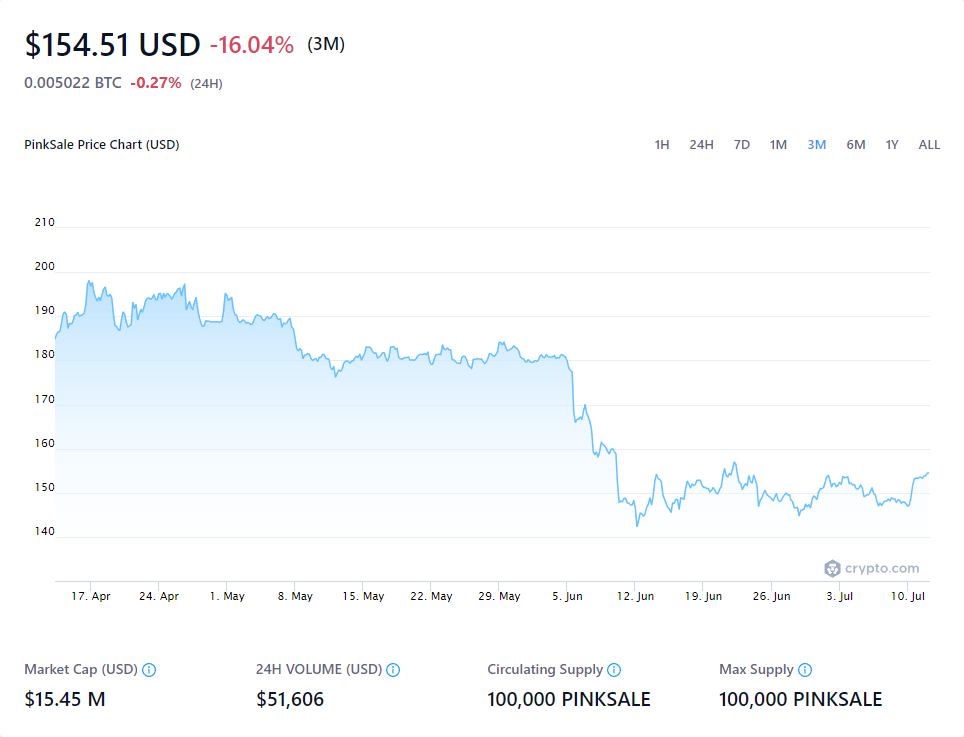 $154.51 USD -16.04% (3M)
0.005022 BTC -0.27% (24H)
PinkSale Price Chart (USD) 1H 24H 7D 1M 3M 6M 1Y ALL
210
200
190
180
170
160
150
140
crypto.com
17. Apr 24. Apr 1. May 8. May 15. May 22. May 29. May 5. Jun 12. Jun 19. Jun 26. Jun 3. Jul 10. Jul
Market Cap (USD) 24H VOLUME (USD) Circulating Supply Max Supply
$15.45 M $51,606 100,000 PINKSALE 100,000 PINKSALE